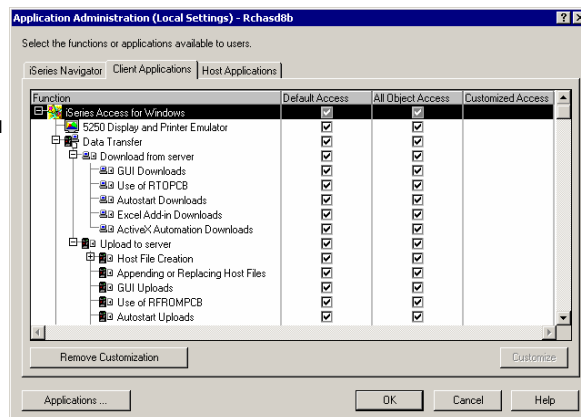 Application Administration (Local Settings) - Rchasd8b
Select the functions or applications available to users.
iSeries Navigator Client Applications Host Applications
Function Default Access All Object Access Customized Access
iSeries Access for Windows
5250 Display and Printer Emulator
Data Transfer
Download from server
GUI Downloads
Use of RTOPCB
Autostart Downloads
Excel Add-in Downloads
ActiveX Automation Downloads
Upload to server
Host File Creation
Appending or Replacing Host Files
GUI Uploads
Use of RFROMPCB
Autostart Uploads
Remove Customization Customize
Applications ... OK Cancel Help